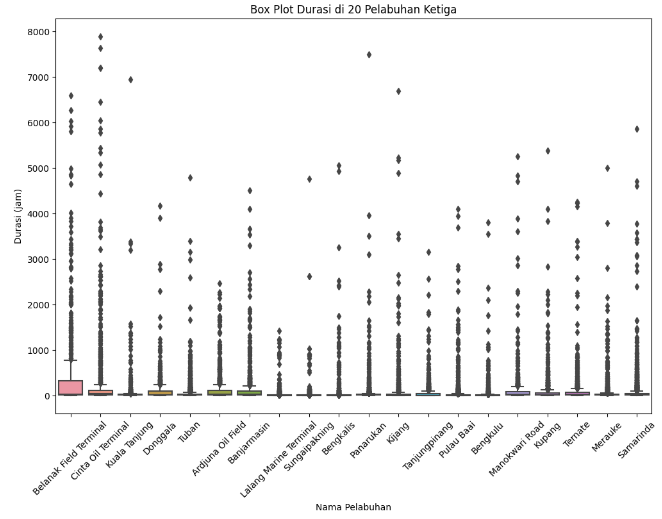 Box Plot Durasi di 20 Pelabuhan Ketiga
8000
7000
6000
5000
4000
3000
2000
1000
0
Durasi (jam)
Belanak Field Terminal
Cinta Oil Terminal
Kuala Tanjung
Donggala
Tuban
Ardjuna Oil Field
Banjarmasin
Lalang Marine Terminal
Sungaipakning
Bengkalis
Panarukan
Kijang
Tanjungpinang
Pulau Baai
Bengkulu
Manokwari Road
Kupang
Ternate
Merauke
Samarinda
Nama Pelabuhan